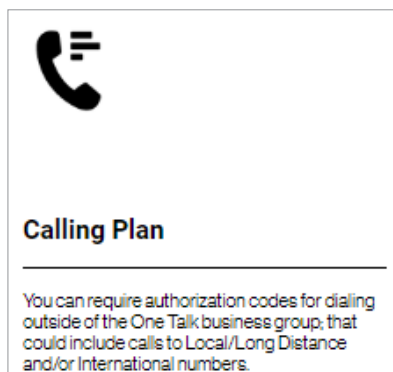 Calling Plan
You can require authorization codes for dialing
outside of the One Talk business group; that
could include calls to Local/Long Distance
and/or International numbers.